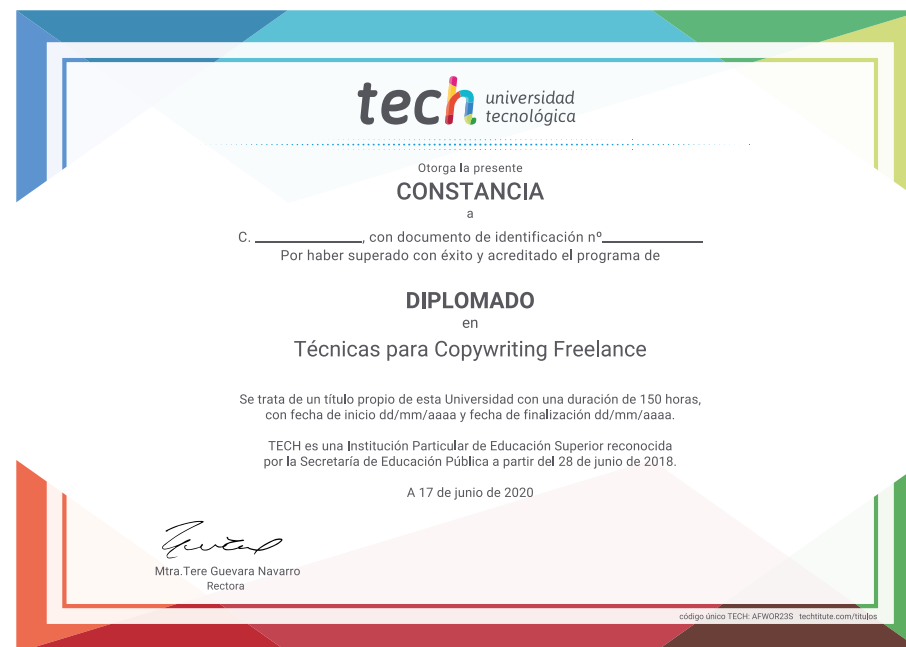 tech universidad
tecnológica
Otorga la presente
CONSTANCIA
a
C. ____________, con documento de identificación nº____________
Por haber superado con éxito y acreditado el programa de
DIPLOMADO
en
Técnicas para Copywriting Freelance
Se trata de un título propio de esta Universidad con una duración de 150 horas,
con fecha de inicio dd/mm/aaaa y fecha de finalización dd/mm/aaaa.
TECH es una Institución Particular de Educación Superior reconocida
por la Secretaría de Educación Pública a partir del 28 de junio de 2018.
A 17 de junio de 2020
Mtra.Tere Guevara Navarro
Rectora
código único TECH: AFWOR23S techtitute.com/titulos